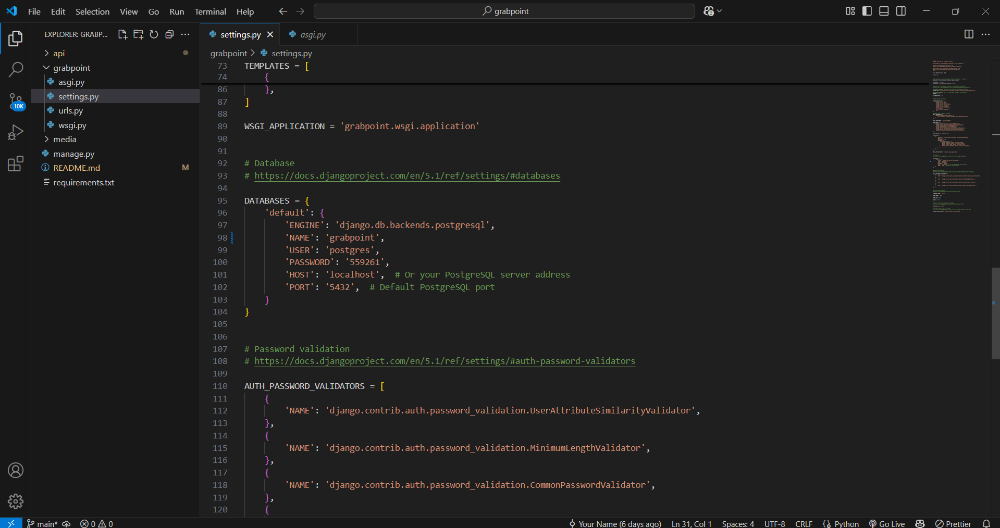 File Edit Selection View Go Run Terminal Help
grabpoint
EXPLORER: GRABP...
api
grabpoint
asgi.py
settings.py
urls.py
wsgi.py
media
manage.py
README.md M
requirements.txt
10K
settings.py
asgi.py
grabpoint > settings.py
73 TEMPLATES = [
74 {
86 },
87 ]
88
89 WSGI_APPLICATION = 'grabpoint.wsgi.application'
90
91
92 # Database
93 # https://docs.djangoproject.com/en/5.1/ref/settings/#databases
94
95 DATABASES = {
96 'default': {
97 'ENGINE': 'django.db.backends.postgresql',
98 'NAME': 'grabpoint',
99 'USER': 'postgres',
100 'PASSWORD': '559261',
101 'HOST': 'localhost', # Or your PostgreSQL server address
102 'PORT': '5432', # Default PostgreSQL port
103 }
104 }
105
106
107 # Password validation
108 # https://docs.djangoproject.com/en/5.1/ref/settings/#auth-password-validators
109
110 AUTH_PASSWORD_VALIDATORS = [
111 {
112 'NAME': 'django.contrib.auth.password_validation.UserAttributeSimilarityValidator',
113 },
114 {
115 'NAME': 'django.contrib.auth.password_validation.MinimumLengthValidator',
116 },
117 {
118 'NAME': 'django.contrib.auth.password_validation.CommonPasswordValidator',
119 },
120 {
main* 0 0 Your Name (6 days ago) Ln 31, Col 1 Spaces: 4 UTF-8 CRLF Python Go Live Prettier